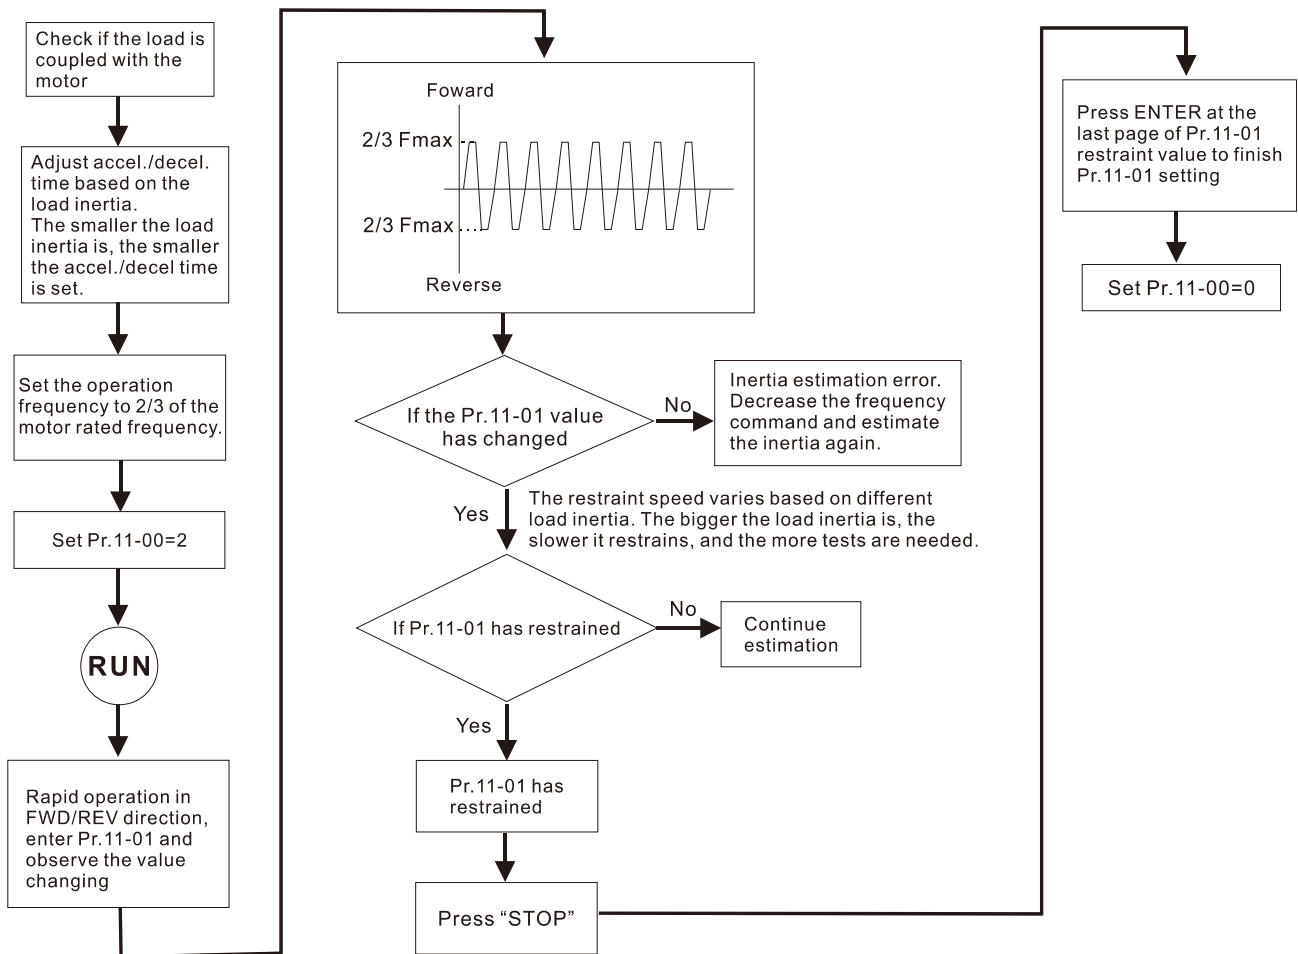 Check if the load is
coupled with the
motor
Adjust accel./decel.
time based on the
load inertia.
The smaller the load
inertia is, the smaller
the accel./decel time
is set.
Set the operation
frequency to 2/3 of the
motor rated frequency.
Set Pr.11-00=2
RUN
Rapid operation in
FWD/REV direction,
enter Pr.11-01 and
observe the value
changing
Foward
2/3 Fmax
2/3 Fmax
Reverse
If the Pr.11-01 value
has changed
No
Inertia estimation error.
Decrease the frequency
command and estimate
the inertia again.
Yes
The restraint speed varies based on different
load inertia. The bigger the load inertia is, the
slower it restrains, and the more tests are needed.
If Pr.11-01 has restrained
No
Continue
estimation
Yes
Pr.11-01 has
restrained
Press “STOP”
Press ENTER at the
last page of Pr.11-01
restraint value to finish
Pr.11-01 setting
Set Pr.11-00=0